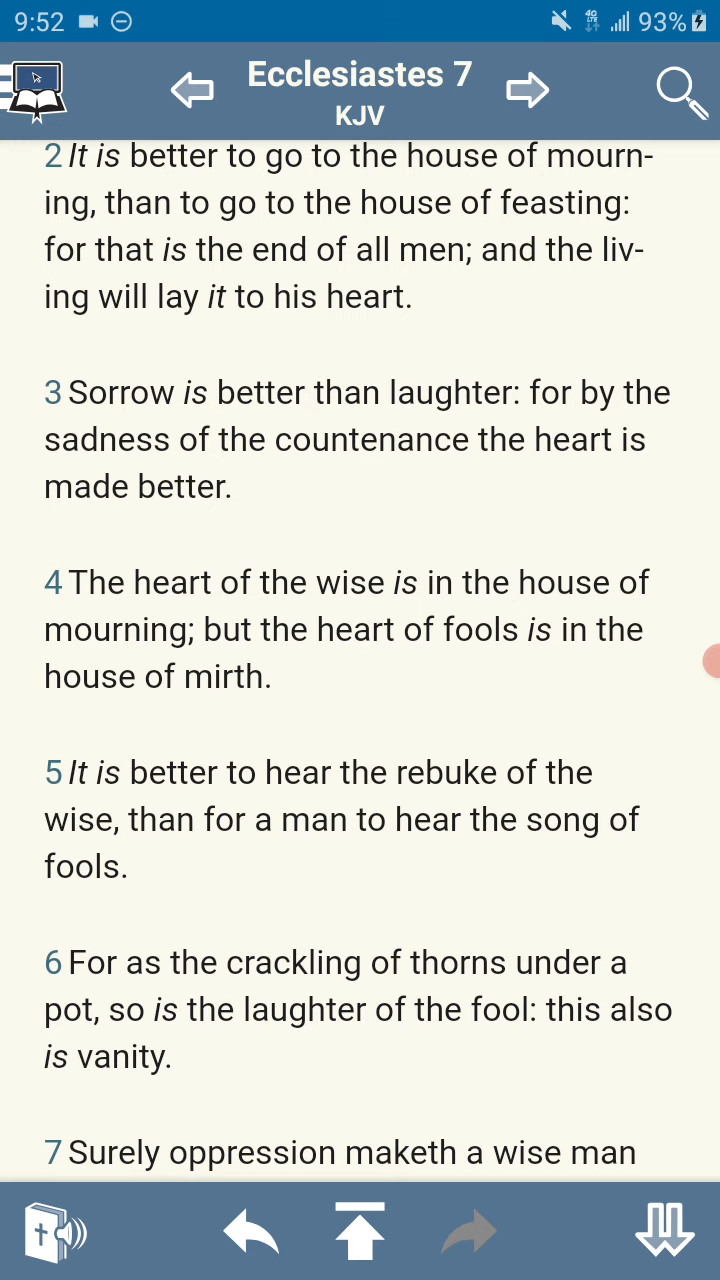 9:52
4G LTE
93%
Ecclesiastes 7
KJV
2 It is better to go to the house of mourn-
ing, than to go to the house of feasting:
for that is the end of all men; and the liv-
ing will lay it to his heart.
3 Sorrow is better than laughter: for by the
sadness of the countenance the heart is
made better.
4 The heart of the wise is in the house of
mourning; but the heart of fools is in the
house of mirth.
5 It is better to hear the rebuke of the
wise, than for a man to hear the song of
fools.
6 For as the crackling of thorns under a
pot, so is the laughter of the fool: this also
is vanity.
7 Surely oppression maketh a wise man